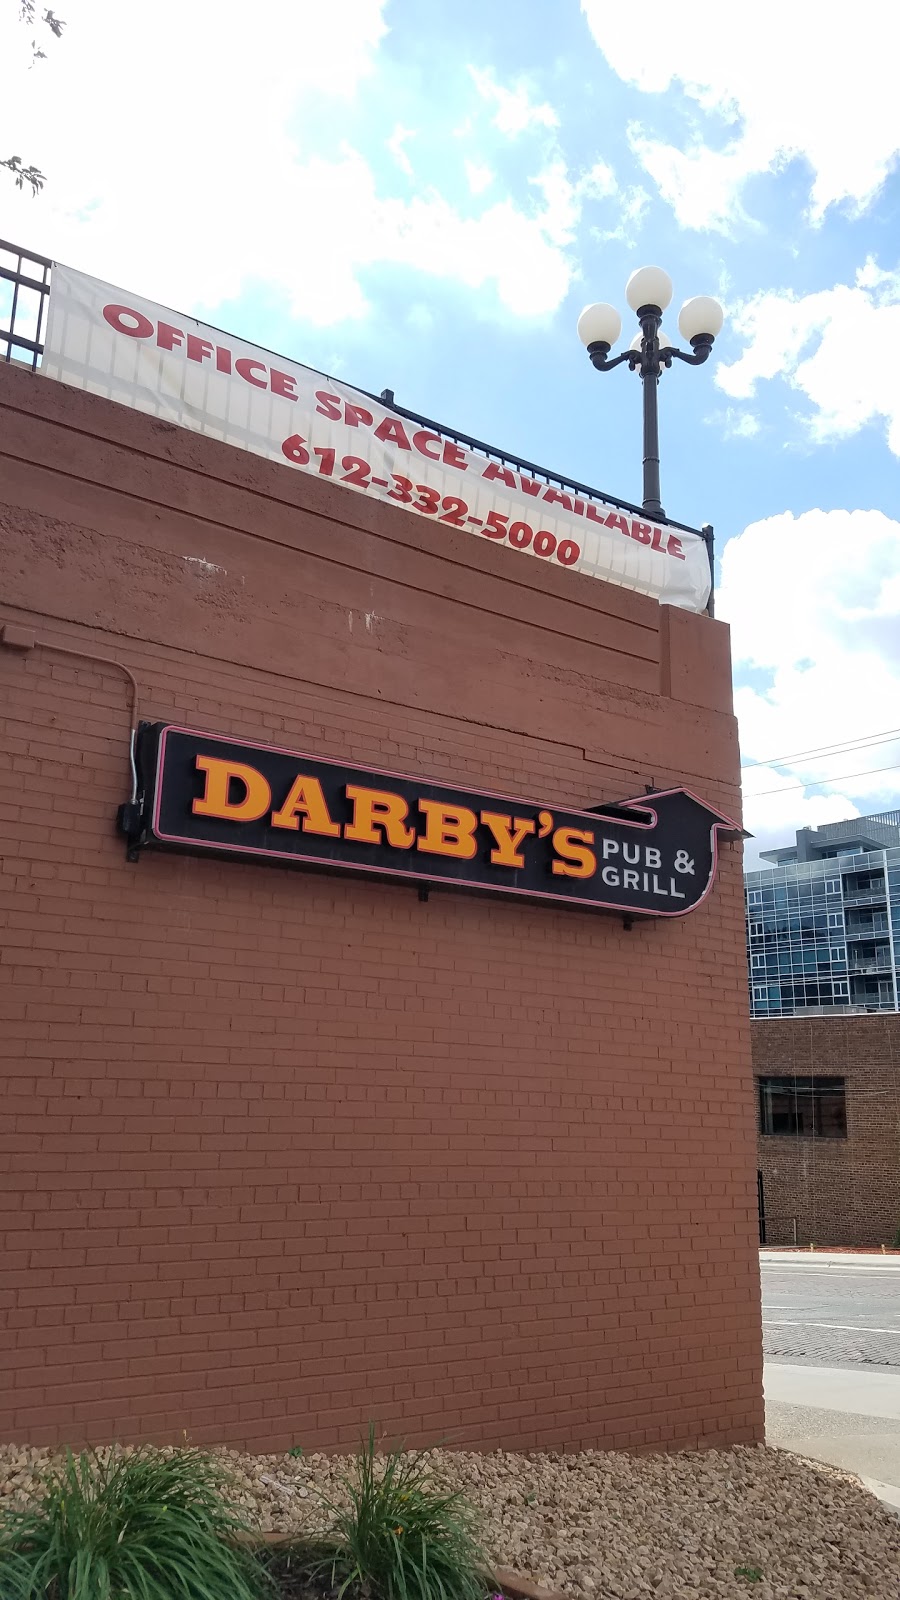 OFFICE SPACE AVAILABLE
612-332-5000
DARBY'S
PUB &
GRILL